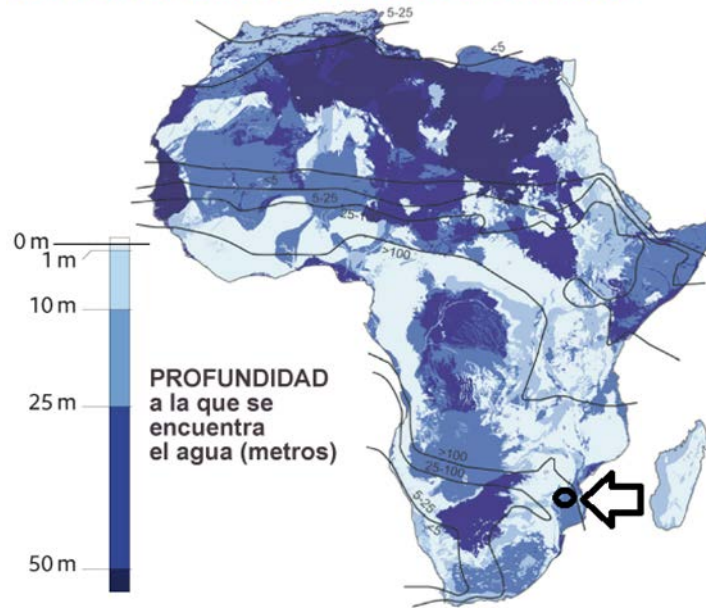 5-25
<5
5-25
25-1
>100
0 m
1 m
10 m
25 m
50 m
PROFUNDIDAD
a la que se
encuentra
el agua (metros)
>100
25-100
5-25